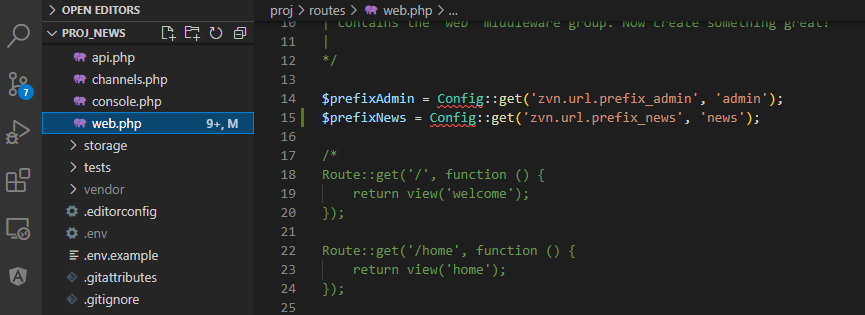 OPEN EDITORS
PROJ_NEWS
api.php
channels.php
console.php
web.php 9+, M
storage
tests
vendor
.editorconfig
.env
.env.example
.gitattributes
.gitignore
7
proj > routes > web.php > ...
10 | contains the "web" middleware group. Now create something great!
11 |
12 */
13
14 $prefixAdmin = Config::get('zvn.url.prefix_admin', 'admin');
15 $prefixNews = Config::get('zvn.url.prefix_news', 'news');
16
17 /*
18 Route::get('/', function () {
19 return view('welcome');
20 });
21
22 Route::get('/home', function () {
23 return view('home');
24 });
25